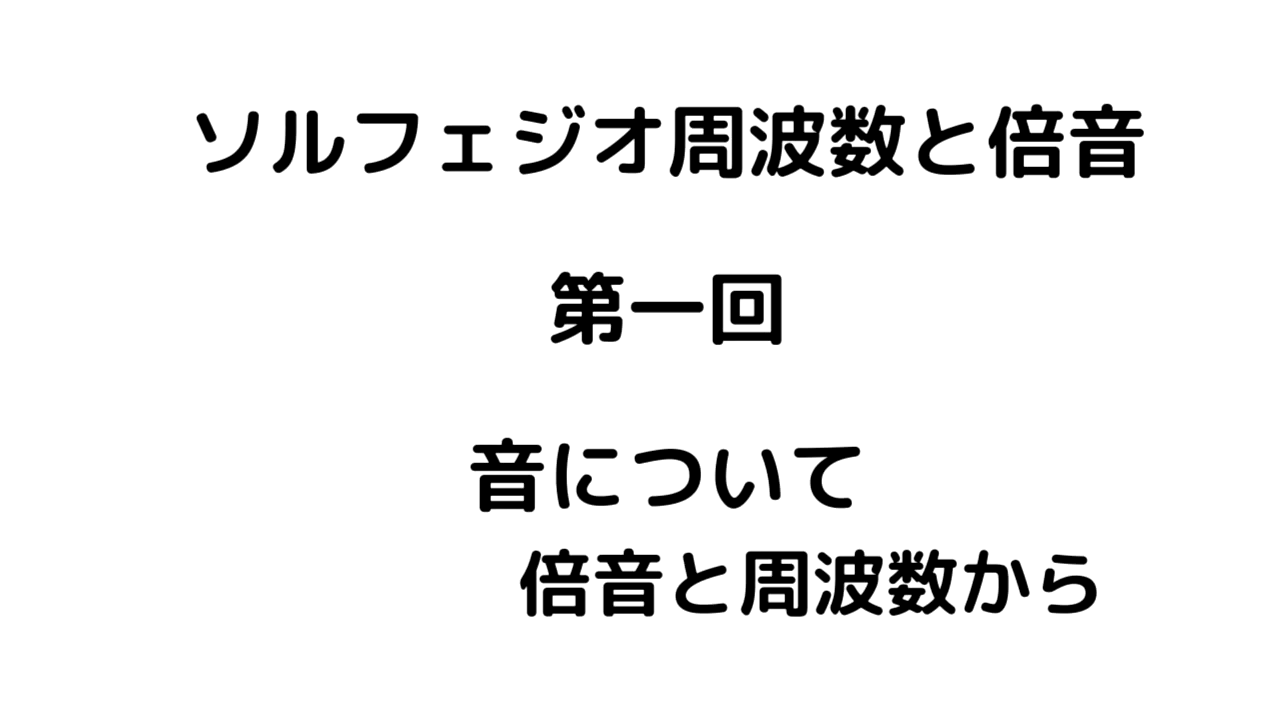 ソルフェジオ周波数と倍音
第一回
音について
倍音と周波数から